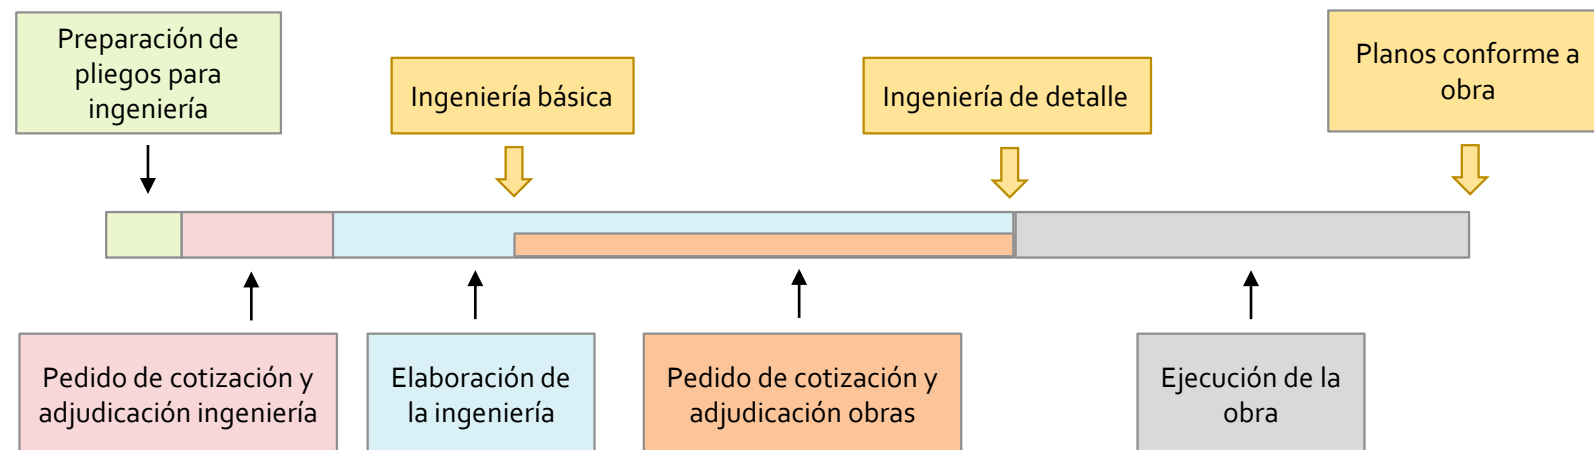 Preparación de
pliegos para
ingeniería
Ingeniería básica
Ingeniería de detalle
Planos conforme a
obra
Pedido de cotización y
adjudicación ingeniería
Elaboración de
la ingeniería
Pedido de cotización y
adjudicación obras
Ejecución de la
obra